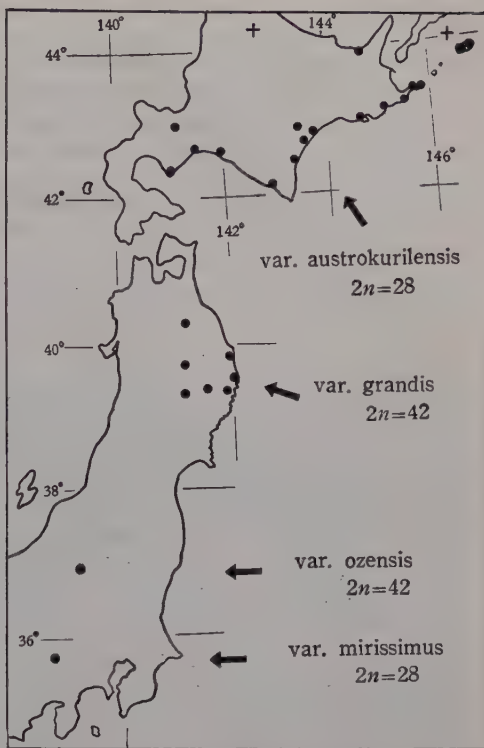 140°
144°
44°
146°
42°
142°
var. austrokurilensis
2n=28
40°
var. grandis
2n=42
38°
var. ozensis
2n=42
36°
var. mirissimus
2n=28